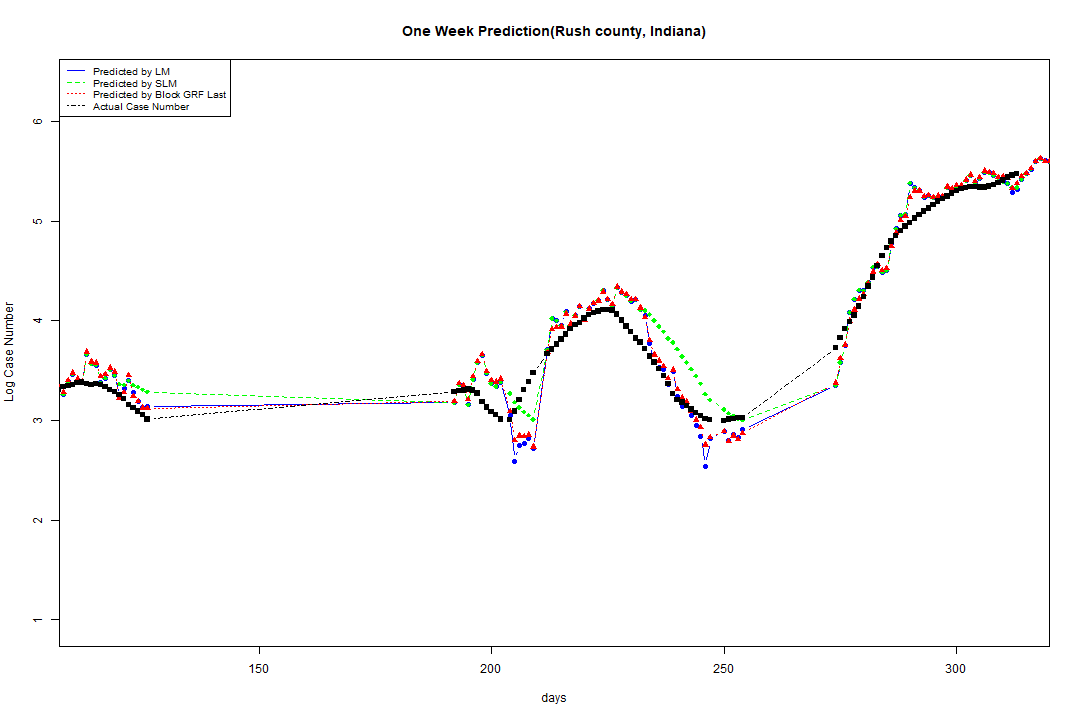 One Week Prediction(Rush county, Indiana)
Predicted by LM
Predicted by SLM
Predicted by Block GRF Last
Actual Case Number
6
5
4
3
2
1
Log Case Number
150
200
250
300
days